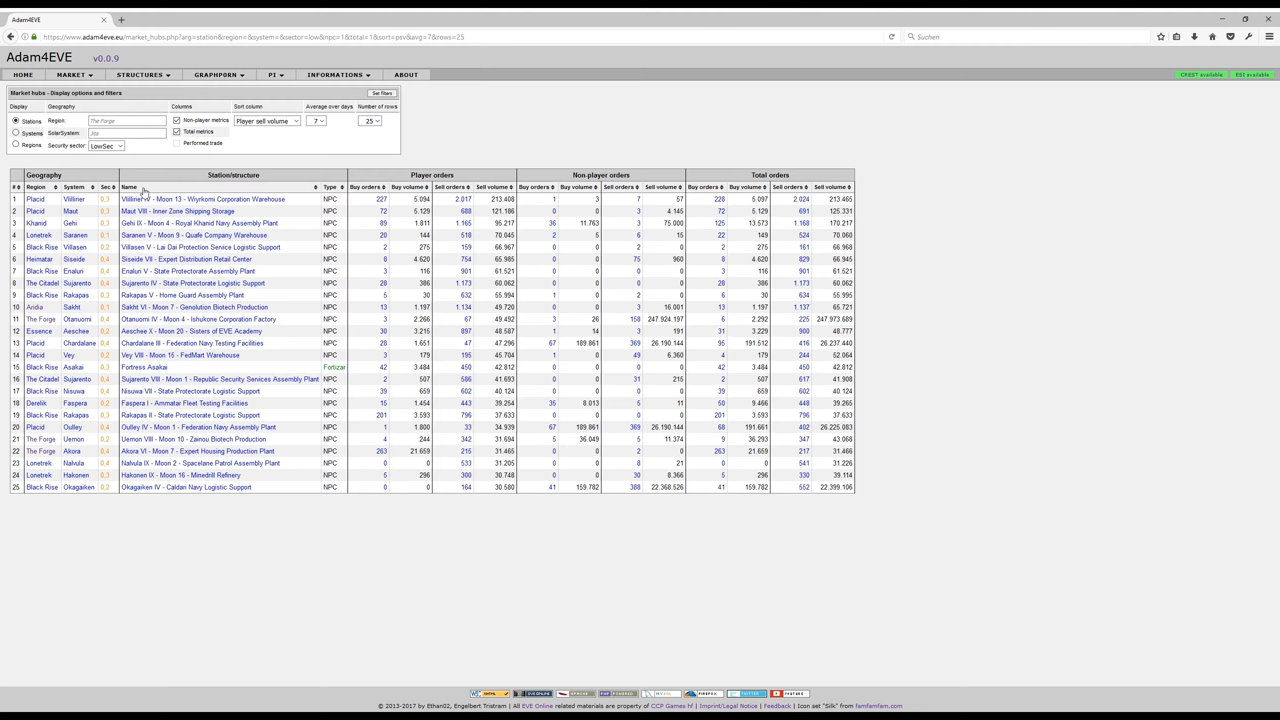 Adam4EVE
https://www.adam4eve.eu/market_hubs.php?arg=station&region=&system=&sector=low&npc=1&total=1&sort=psv&avg=7&rows=25
Suchen
Adam4EVE v0.0.9
HOME MARKET STRUCTURES GRAPHPORN PI INFORMATIONS ABOUT CREST available ESI available
Market hubs - Display options and filters Set filters
Display Geography Columns Sort column Average over days Number of rows
Stations Region: The Forge Non-player metrics Player sell volume 7 25
Systems SolarSystem: Jita Total metrics
Regions Security sector: LowSec Performed trade
Geography Station/structure Player orders Non-player orders Total orders
# Region System Sec Name Type Buy orders Buy volume Sell orders Sell volume Buy orders Buy volume Sell orders Sell volume Buy orders Buy volume Sell orders Sell volume
1 Placid Vlillirier 0,3 Vlillirier V - Moon 13 - Wiyrkomi Corporation Warehouse NPC 227 5.094 2.017 213.408 1 3 7 57 228 5.097 2.024 213.465
2 Placid Maut 0,3 Maut VIII - Inner Zone Shipping Storage NPC 72 5.129 688 121.186 0 0 3 4.145 72 5.129 691 125.331
3 Khanid Gehi 0,3 Gehi IX - Moon 4 - Royal Khanid Navy Assembly Plant NPC 89 1.811 1.165 95.217 36 11.763 3 75.000 125 13.573 1.168 170.217
4 Lonetrek Saranen 0,1 Saranen V - Moon 9 - Quafe Company Warehouse NPC 20 144 518 70.045 2 5 6 15 22 149 524 70.060
5 Black Rise Villasen 0,2 Villasen V - Lai Dai Protection Service Logistic Support NPC 2 275 159 66.967 0 0 2 0 2 275 161 66.968
6 Heimatar Siseide 0,4 Siseide VII - Expert Distribution Retail Center NPC 8 4.620 754 65.985 0 0 75 960 8 4.620 829 66.945
7 Black Rise Enaluri 0,4 Enaluri V - State Protectorate Assembly Plant NPC 3 116 901 61.521 0 0 0 0 3 116 901 61.521
8 The Citadel Sujarento 0,4 Sujarento IV - State Protectorate Logistic Support NPC 28 386 1.173 60.062 0 0 0 0 28 386 1.173 60.062
9 Black Rise Rakapas 0,3 Rakapas V - Home Guard Assembly Plant NPC 5 30 632 55.994 1 0 2 0 6 30 634 55.995
10 Aridia Sakht 0,1 Sakht VI - Moon 7 - Genolution Biotech Production NPC 13 1.197 1.134 49.720 0 0 3 16.001 13 1.197 1.137 65.721
11 The Forge Otanuomi 0,4 Otanuomi IV - Moon 4 - Ishukone Corporation Factory NPC 3 2.266 67 49.492 3 26 158 247.924.197 6 2.292 225 247.973.689
12 Essence Aeschee 0,2 Aeschee X - Moon 20 - Sisters of EVE Academy NPC 30 3.215 897 48.587 1 14 3 191 31 3.229 900 48.777
13 Placid Chardalane 0,3 Chardalane III - Federation Navy Testing Facilities NPC 28 1.651 47 47.296 67 189.861 369 26.190.144 95 191.512 416 26.237.440
14 Placid Vey 0,2 Vey VIII - Moon 15 - FedMart Warehouse NPC 3 179 195 45.704 1 0 49 6.360 4 179 244 52.064
15 Black Rise Asakai 0,3 Fortress Asakai Fortizar 42 3.484 450 42.812 0 0 0 0 42 3.484 450 42.812
16 The Citadel Sujarento 0,4 Sujarento VIII - Moon 1 - Republic Security Services Assembly Plant NPC 2 507 586 41.693 0 0 31 215 2 507 617 41.908
17 Black Rise Nisuwa 0,4 Nisuwa VII - State Protectorate Logistic Support NPC 39 659 602 40.124 0 0 0 0 39 659 602 40.124
18 Derelik Faspera 0,2 Faspera I - Ammatar Fleet Testing Facilities NPC 15 1.454 443 39.254 35 8.013 5 11 50 9.466 448 39.265
19 Black Rise Rakapas 0,3 Rakapas II - State Protectorate Logistic Support NPC 201 3.593 796 37.633 0 0 0 0 201 3.593 796 37.633
20 Placid Oulley 0,4 Oulley IV - Moon 1 - Federation Navy Assembly Plant NPC 1 1.800 33 34.939 67 189.861 369 26.190.144 68 191.661 402 26.225.083
21 The Forge Uemon 0,2 Uemon VIII - Moon 10 - Zainou Biotech Production NPC 4 244 342 31.694 5 36.049 5 11.374 9 36.293 347 43.068
22 The Forge Akora 0,4 Akora VI - Moon 7 - Expert Housing Production Plant NPC 263 21.659 215 31.465 0 0 2 0 263 21.659 217 31.466
23 Lonetrek Nalvula 0,4 Nalvula IX - Moon 2 - Spacelane Patrol Assembly Plant NPC 0 0 533 31.205 0 0 8 21 0 0 541 31.226
24 Lonetrek Hakonen 0,3 Hakonen IX - Moon 16 - Minedrill Refinery NPC 5 296 300 30.748 0 0 30 8.366 5 296 330 39.114
25 Black Rise Okagaiken 0,2 Okagaiken IV - Caldari Navy Logistic Support NPC 0 0 164 30.580 41 159.782 388 22.368.526 41 159.782 552 22.399.106
© 2013-2017 by Ethan02, Engelbert Tristram | All EVE Online related materials are property of CCP Games hf | Imprint/Legal Notice | Feedback | Icon set "Silk" from famfamfam.com